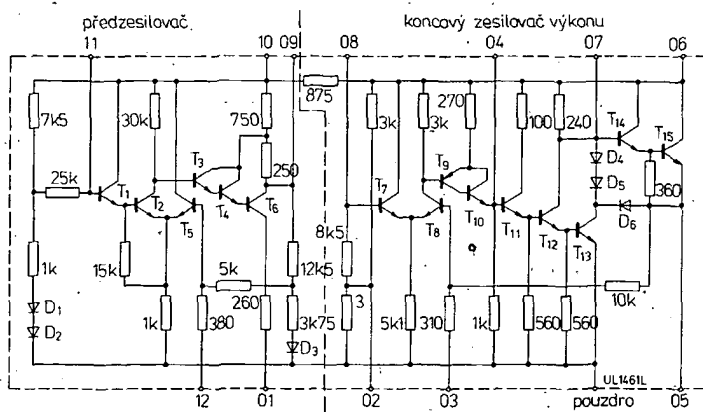 předzesilovač
koncový zesilovač výkonu
11 10 09 08 04 07 06
875
7k5 30k 750 3k 3k 270 100 240
T14 T15
T3 250 T9 D4
25k T1 T2 T4 T6 T7 D5 360
T5 T8 T10 T11 T12 T13 D6
8k5
1k 15k 5k 12k5 10k
D1 260 3
D2 1k 380 3k75 5k1 310 1k 560 560
D3
UL1461L
12 01 02 03 pouzdro 05